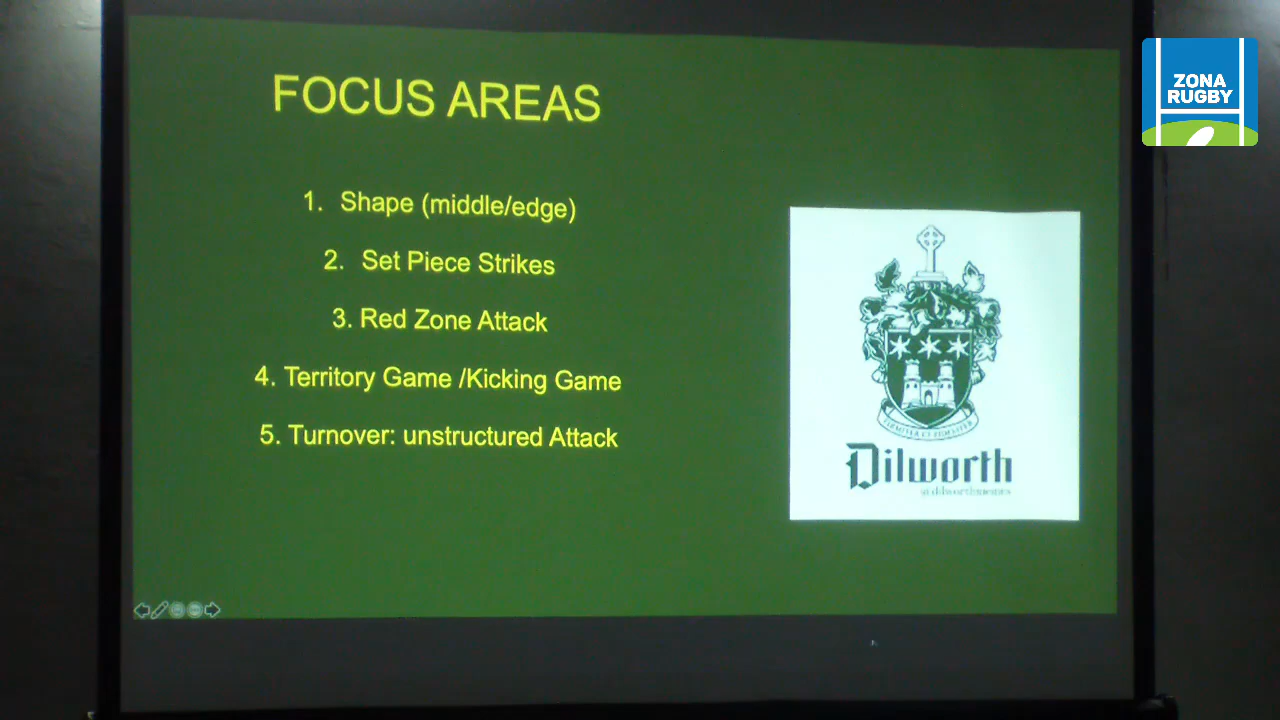 FOCUS AREAS
1. Shape (middle/edge)
2. Set Piece Strikes
3. Red Zone Attack
4. Territory Game /Kicking Game
5. Turnover: unstructured Attack
ZONA
RUGBY
Dilworth